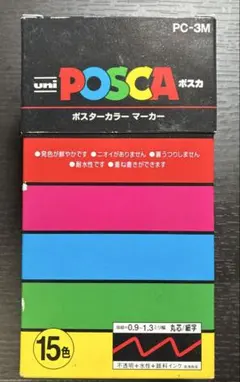 PC-3M
uni POSCA ポスカ
ポスターカラー マーカー
●発色が鮮やかです ●ニオイがありません ●裏うつりしません
●耐水性です ●重ね書きができます
15色
0.9~1.3ミリ幅 丸芯/細字
不透明+水性+顔料インク